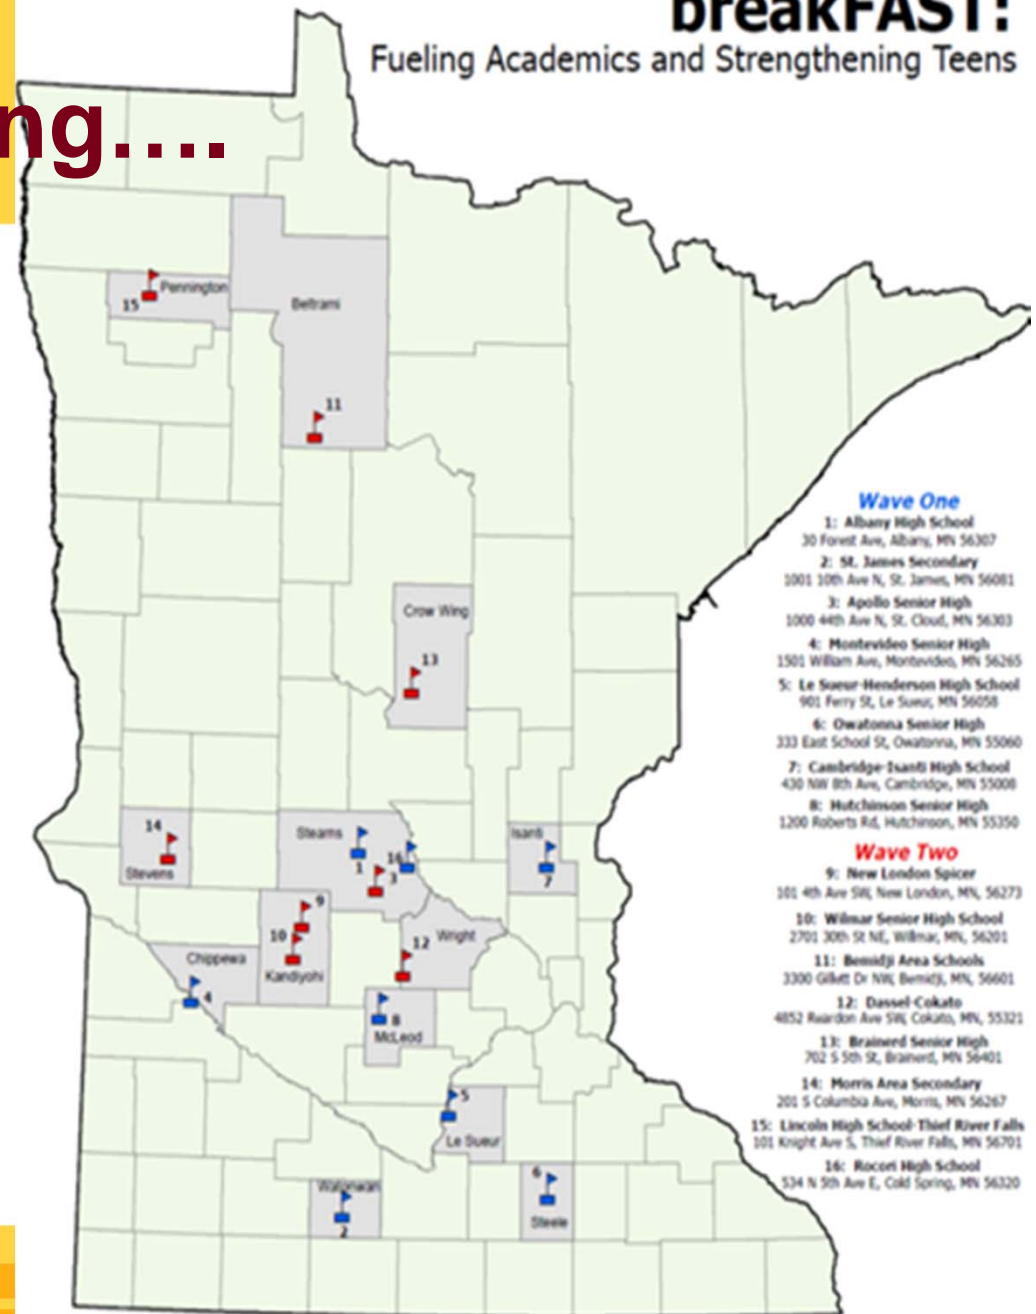 breakFAST:
Fueling Academics and Strengthening Teens
ng....
Pennington
15
Beltrami
11
Crow Wing
13
14
Stevens
Stearns
1
16
3
Isanti
7
9
10
Kandiyohi
Chippewa
4
12
Wright
8
McLeod
5
Le Sueur
Watonwan
2
6
Steele
Wave One
1: Albany High School
30 Forest Ave, Albany, MN 56307
2: St. James Secondary
1001 10th Ave N, St. James, MN 56081
3: Apollo Senior High
1000 44th Ave N, St. Cloud, MN 56303
4: Montevideo Senior High
1501 William Ave, Montevideo, MN 56265
5: Le Sueur-Henderson High School
901 Ferry St, Le Sueur, MN 56058
6: Owatonna Senior High
333 East School St, Owatonna, MN 55060
7: Cambridge-Isanti High School
430 NW 8th Ave, Cambridge, MN 55008
8: Hutchinson Senior High
1200 Roberts Rd, Hutchinson, MN 55350
Wave Two
9: New London Spicer
101 4th Ave SW, New London, MN, 56273
10: Wilmar Senior High School
2701 30th St NE, Willmar, MN, 56201
11: Bemidji Area Schools
3300 Gillett Dr NW, Bemidji, MN, 56601
12: Dassel-Cokato
4852 Reardon Ave SW, Cokato, MN, 55321
13: Brainerd Senior High
702 S 5th St, Brainerd, MN 56401
14: Morris Area Secondary
201 S Columbia Ave, Morris, MN 56267
15: Lincoln High School-Thief River Falls
101 Knight Ave S, Thief River Falls, MN 56701
16: Rocori High School
534 N 5th Ave E, Cold Spring, MN 56320